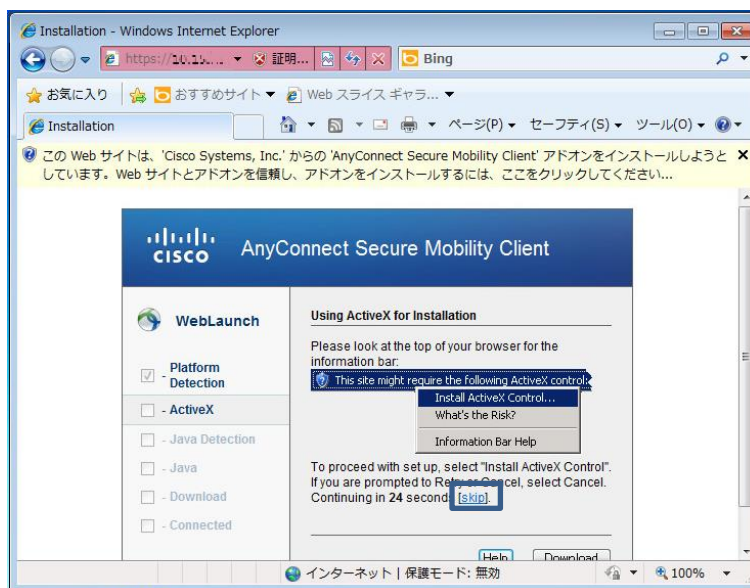 Installation - Windows Internet Explorer
https://10.15.... 証明... Bing
お気に入り おすすめサイト ▼ Web スライス ギャラ... ▼
Installation ページ(P) ▼ セーフティ(S) ▼ ツール(O) ▼
この Web サイトは、'Cisco Systems, Inc.' からの 'AnyConnect Secure Mobility Client' アドオンをインストールしようと
しています。Web サイトとアドオンを信頼し、アドオンをインストールするには、ここをクリックしてください...
CISCO AnyConnect Secure Mobility Client
WebLaunch
- Platform
Detection
- ActiveX
- Java Detection
- Java
- Download
- Connected
Using ActiveX for Installation
Please look at the top of your browser for the
information bar:
This site might require the following ActiveX control:
Install ActiveX Control...
What's the Risk?
Information Bar Help
To proceed with set up, select "Install ActiveX Control".
If you are prompted to Retry or Cancel, select Cancel.
Continuing in 24 seconds [skip].
Help Download
インターネット | 保護モード: 無効 100%